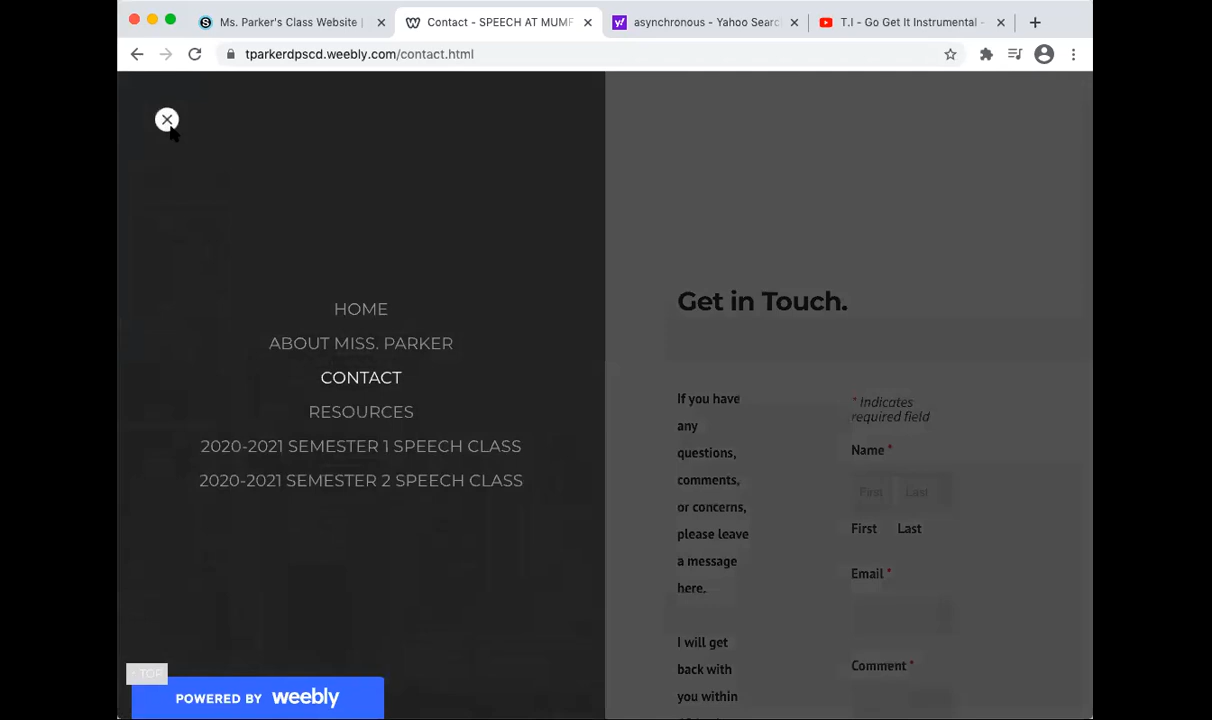 Ms. Parker's Class Website |
Contact - SPEECH AT MUMF
asynchronous - Yahoo Searc
T.I - Go Get It Instrumental -
tparkerdpscd.weebly.com/contact.html
HOME
ABOUT MISS. PARKER
CONTACT
RESOURCES
2020-2021 SEMESTER 1 SPEECH CLASS
2020-2021 SEMESTER 2 SPEECH CLASS
TOP
POWERED BY weebly
Get in Touch.
If you have
any
questions,
comments,
or concerns,
please leave
a message
here.
I will get
back with
you within
* Indicates
required field
Name *
First Last
First Last
Email *
Comment *